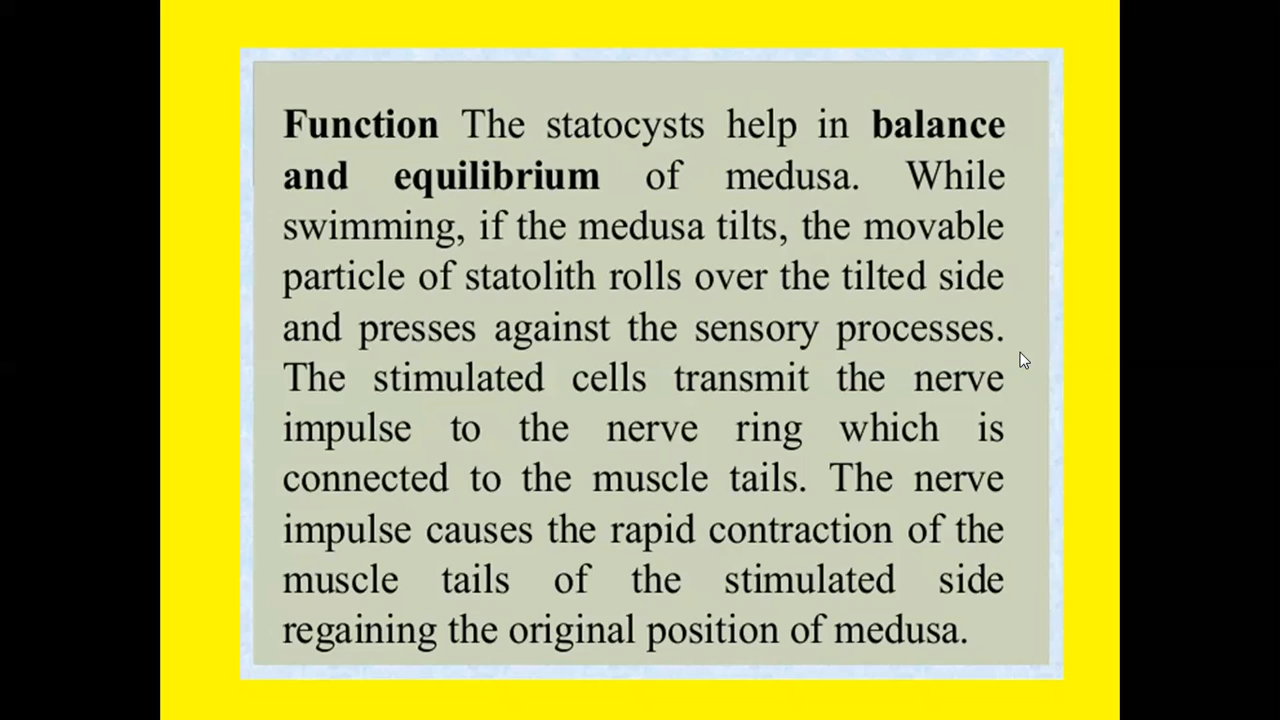 Function The statocysts help in balance
and equilibrium of medusa. While
swimming, if the medusa tilts, the movable
particle of statolith rolls over the tilted side
and presses against the sensory processes.
The stimulated cells transmit the nerve
impulse to the nerve ring which is
connected to the muscle tails. The nerve
impulse causes the rapid contraction of the
muscle tails of the stimulated side
regaining the original position of medusa.